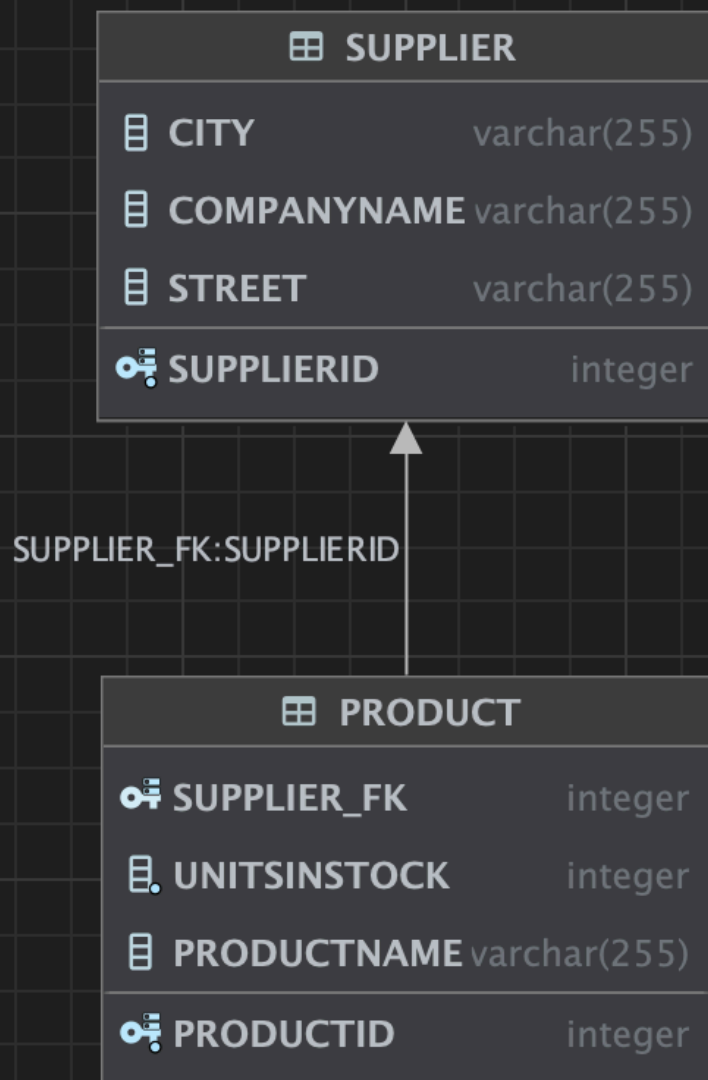 SUPPLIER
CITY varchar(255)
COMPANYNAME varchar(255)
STREET varchar(255)
SUPPLIERID integer
SUPPLIER_FK:SUPPLIERID
PRODUCT
SUPPLIER_FK integer
UNITSINSTOCK integer
PRODUCTNAME varchar(255)
PRODUCTID integer